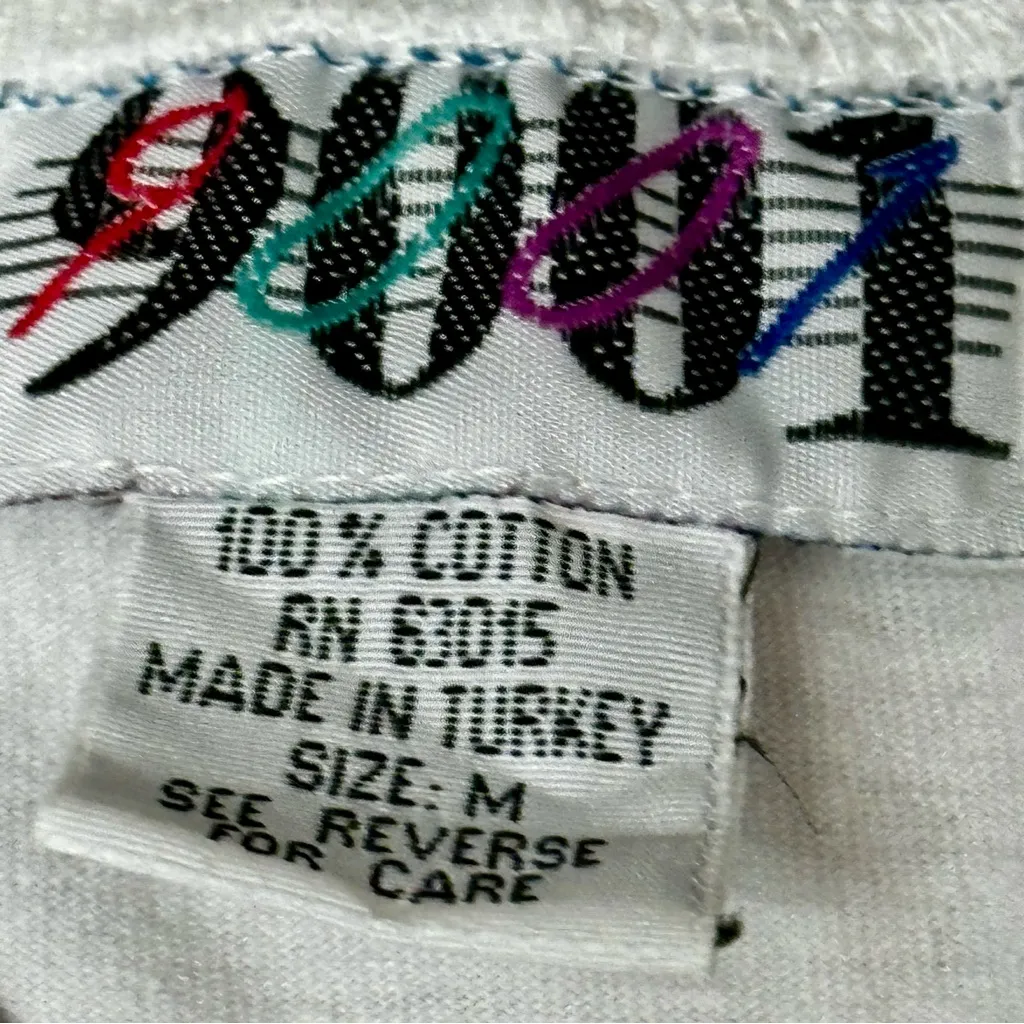 9001
100% COTTON
RN 63015
MADE IN TURKEY
SIZE: M
SEE REVERSE
FOR CARE